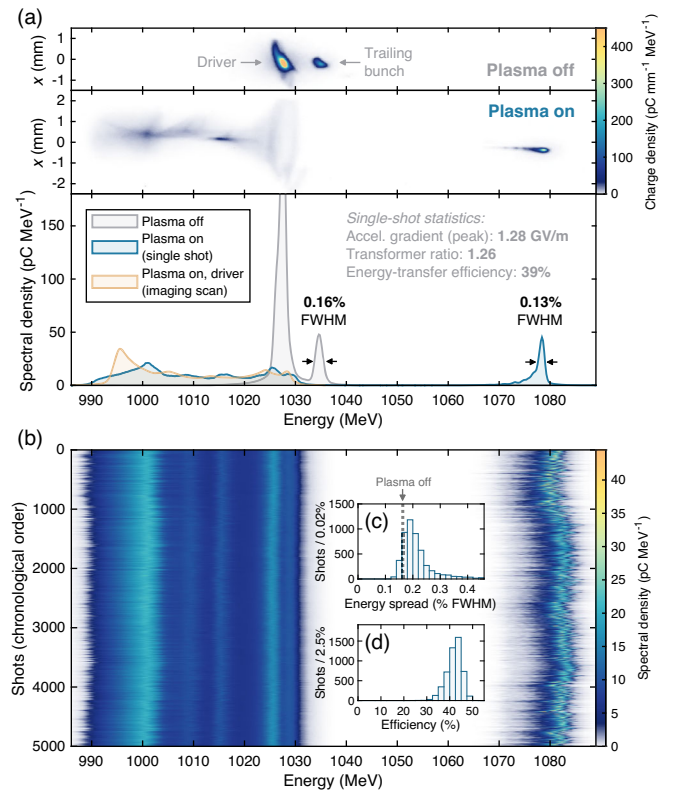 (a)
x (mm)
1
0
-1
Driver
Trailing
bunch
Plasma off
x (mm)
2
1
0
-1
-2
Plasma on
Charge density (pC mm⁻¹ MeV⁻¹)
400
300
200
100
0
Spectral density (pC MeV⁻¹)
150
100
50
0
Plasma off
Plasma on
(single shot)
Plasma on, driver
(imaging scan)
Single-shot statistics:
Accel. gradient (peak): 1.28 GV/m
Transformer ratio: 1.26
Energy-transfer efficiency: 39%
0.16%
FWHM
0.13%
FWHM
990 1000 1010 1020 1030 1040 1050 1060 1070 1080
Energy (MeV)
(b)
Shots (chronological order)
0
1000
2000
3000
4000
5000
Plasma off
(c)
Shots / 0.02%
1500
1000
500
0
0 0.1 0.2 0.3 0.4
Energy spread (% FWHM)
(d)
Shots / 2.5%
1500
1000
500
0
0 10 20 30 40 50
Efficiency (%)
Spectral density (pC MeV⁻¹)
40
35
30
25
20
15
10
5
0
990 1000 1010 1020 1030 1040 1050 1060 1070 1080
Energy (MeV)